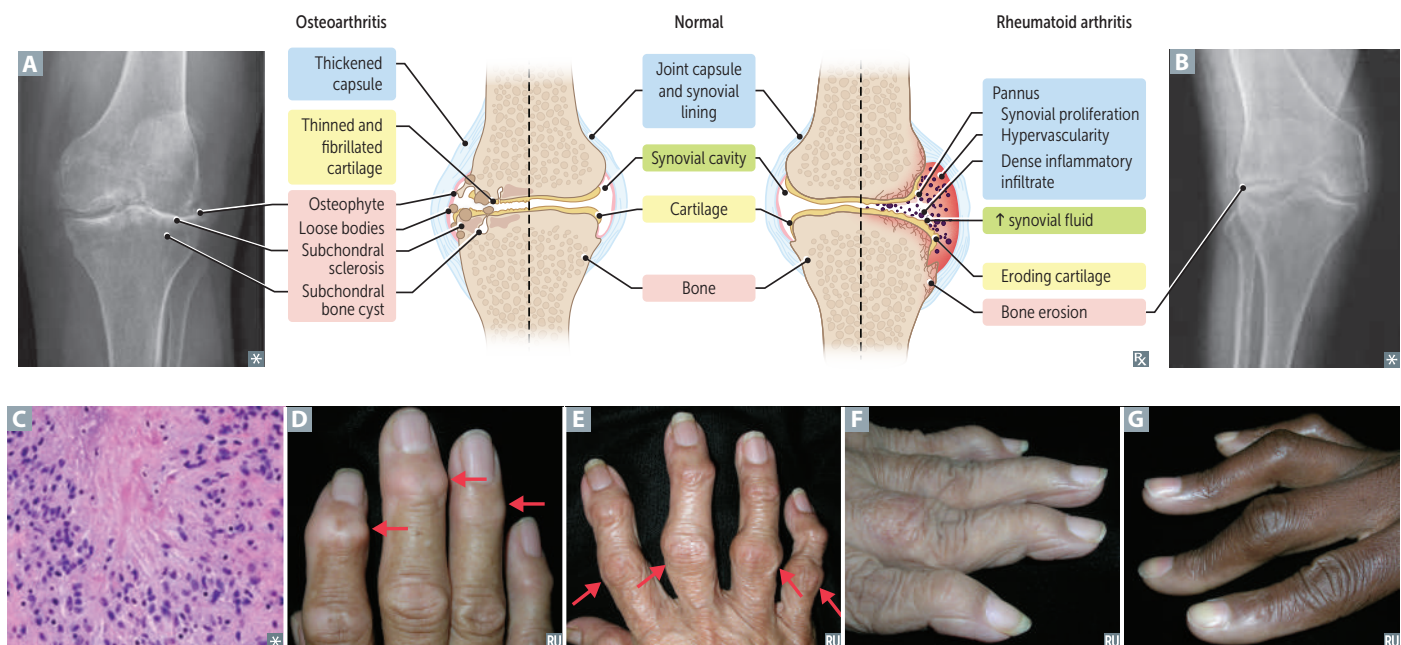 Osteoarthritis
Normal
Rheumatoid arthritis
A
Thickened
capsule
Thinned and
fibrillated
cartilage
Osteophyte
Loose bodies
Subchondral
sclerosis
Subchondral
bone cyst
Joint capsule
and synovial
lining
Synovial cavity
Cartilage
Bone
Pannus
Synovial proliferation
Hypervascularity
Dense inflammatory
infiltrate
↑ synovial fluid
Eroding cartilage
Bone erosion
B
*
℞
*
C
D
E
F
G
*
RU
RU
RU
RU